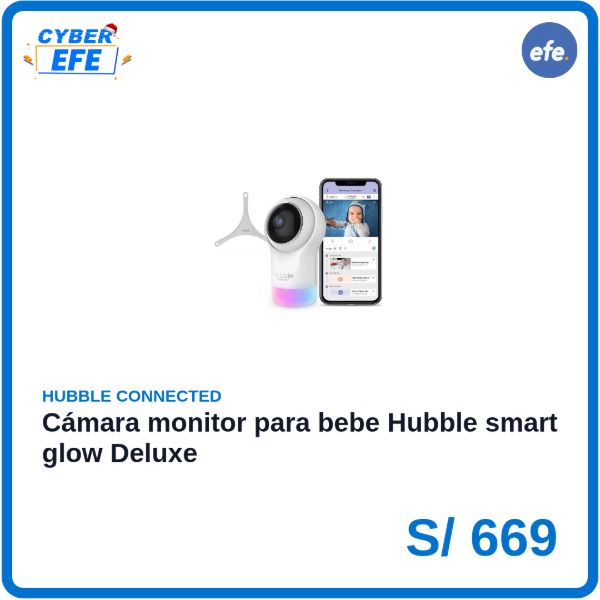 CYBER
EFE
efe.
HUBBLE CONNECTED
Cámara monitor para bebe Hubble smart
glow Deluxe
S/ 669